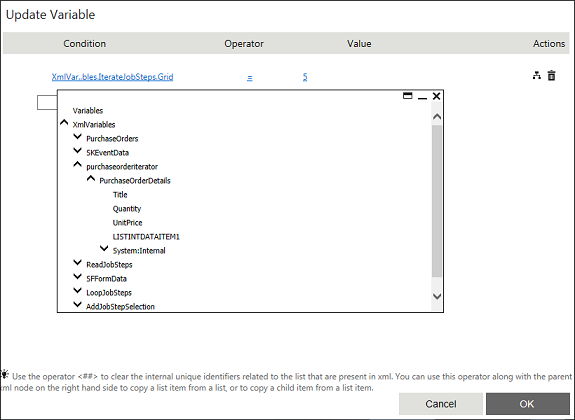 Update Variable
Condition Operator Value Actions
XmlVar..bles.IterateJobSteps.Grid = 5
Variables
XmlVariables
PurchaseOrders
SKEventData
purchaseorderiterator
PurchaseOrderDetails
Title
Quantity
UnitPrice
LISTINTDATAITEM1
System:Internal
ReadJobSteps
SFFormData
LoopJobSteps
AddJobStepSelection
Use the operator <##> to clear the internal unique identifiers related to the list that are present in xml. You can use this operator along with the parent
xml node on the right hand side to copy a list item from a list, or to copy a child item from a list item.
Cancel OK